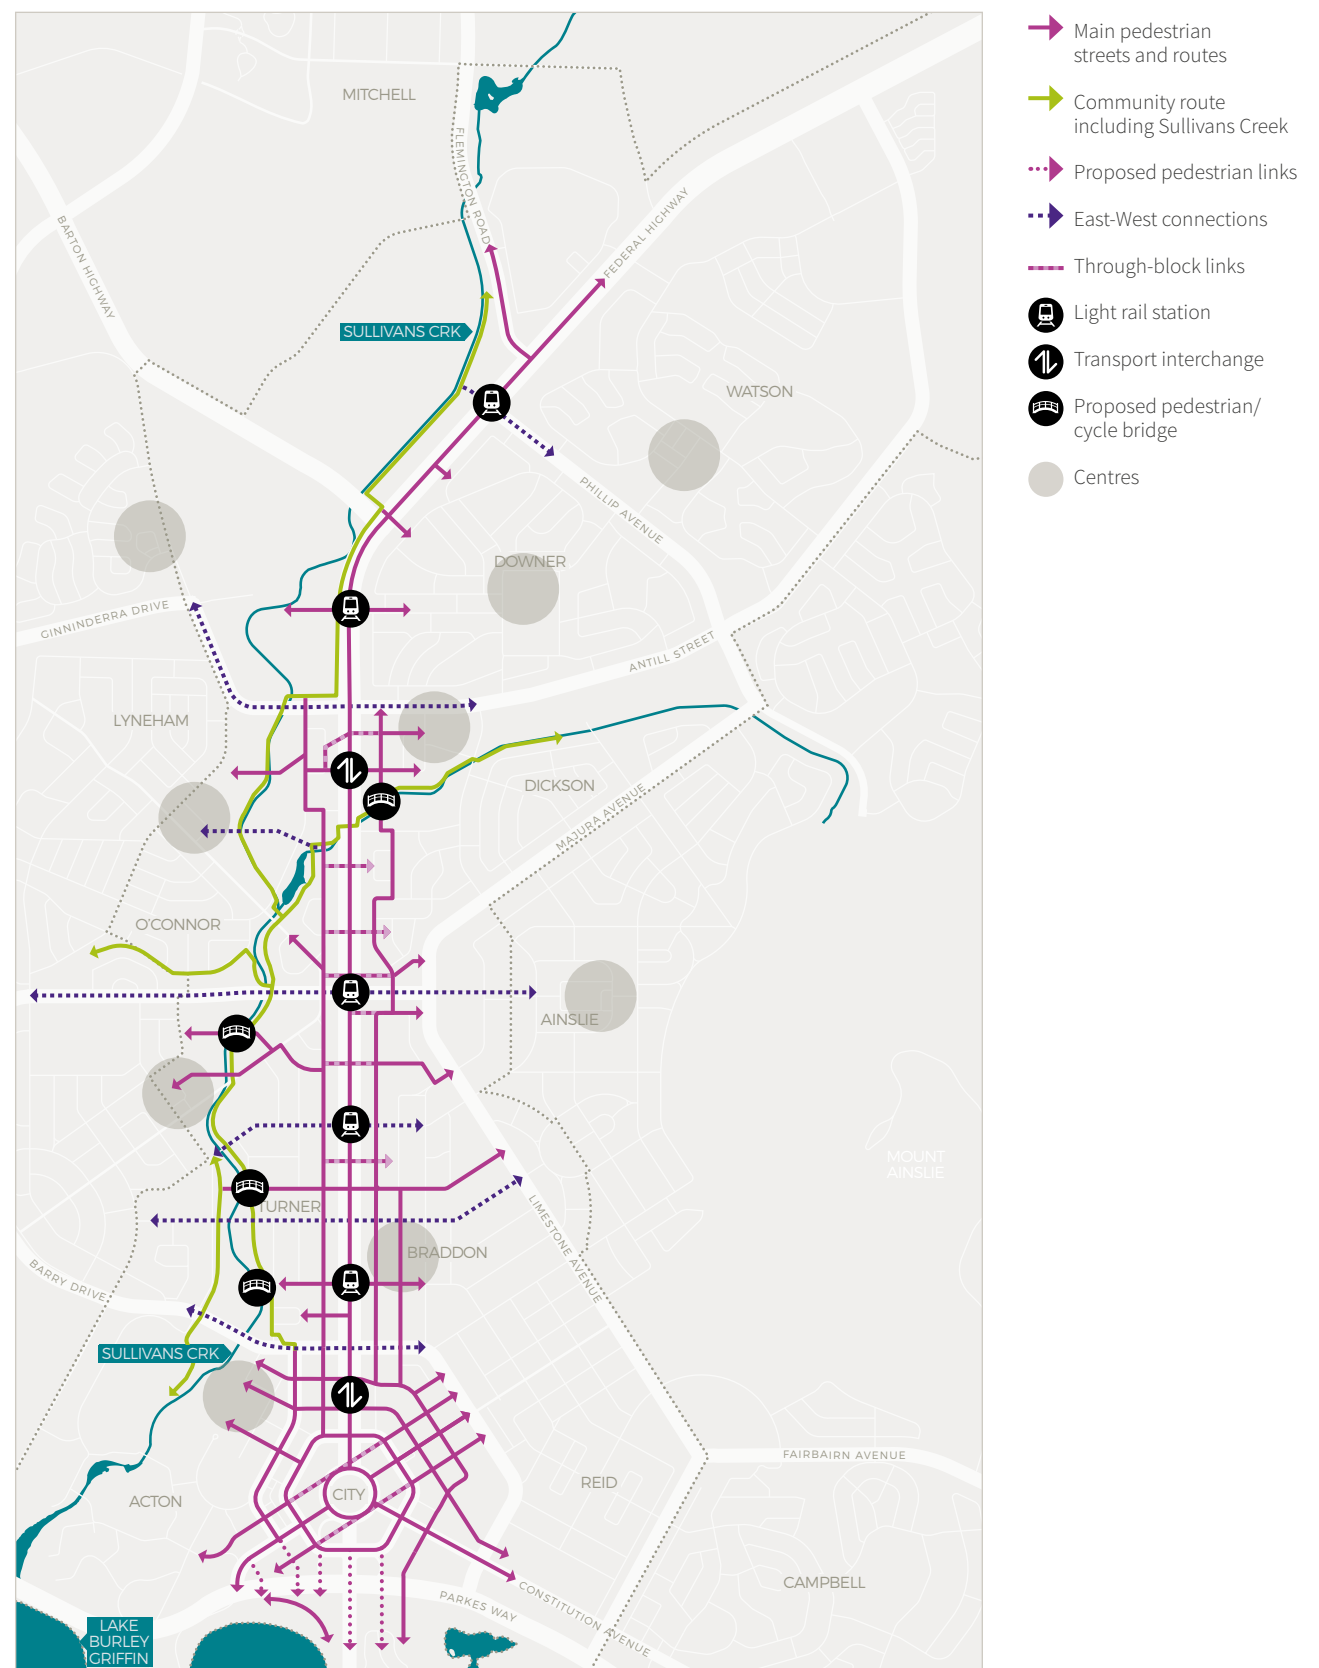 MITCHELL
FLEMINGTON ROAD
BARTON HIGHWAY
FEDERAL HIGHWAY
SULLIVANS CRK
WATSON
PHILLIP AVENUE
DOWNER
GINNINDERRA DRIVE
ANTILL STREET
LYNEHAM
DICKSON
MAJURA AVENUE
O'CONNOR
AINSLIE
MOUNT
AINSLIE
TURNER
LIMESTONE AVENUE
BRADDON
BARRY DRIVE
SULLIVANS CRK
FAIRBAIRN AVENUE
REID
CITY
ACTON
CAMPBELL
PARKES WAY
CONSTITUTION AVENUE
LAKE
BURLEY
GRIFFIN
Main pedestrian
streets and routes
Community route
including Sullivans Creek
Proposed pedestrian links
East-West connections
Through-block links
Light rail station
Transport interchange
Proposed pedestrian/
cycle bridge
Centres